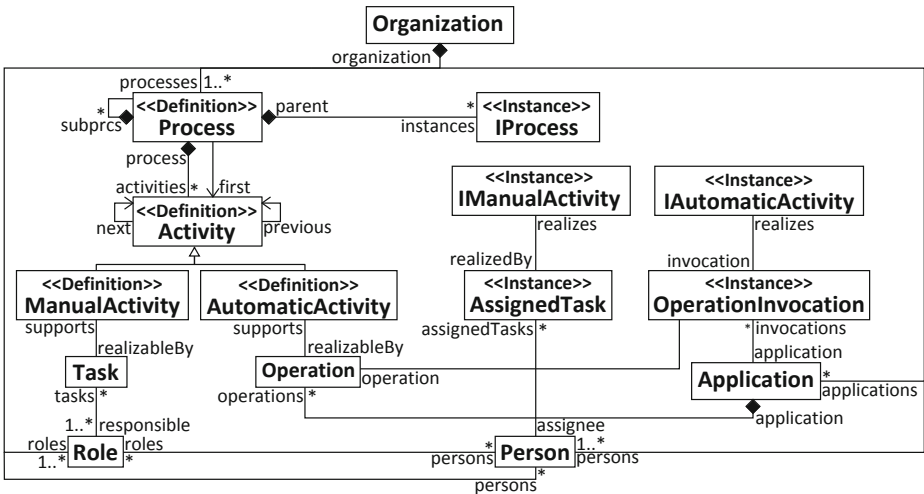 Organization
organization
processes 1..*
<<Definition>>
Process
* subprcs
parent
* instances
<<Instance>>
IProcess
process
activities * first
<<Definition>>
Activity
next previous
<<Instance>>
IManualActivity
realizes
<<Instance>>
IAutomaticActivity
realizes
realizedBy
invocation
<<Definition>>
ManualActivity
supports
<<Definition>>
AutomaticActivity
supports
<<Instance>>
AssignedTask
assignedTasks *
<<Instance>>
OperationInvocation
* invocations
realizableBy
realizableBy
Task
tasks *
Operation
operation
operations *
application
Application
* applications
application
1..* responsible
assignee
roles 1..*
Role
roles *
* persons
Person
1..* persons
* persons